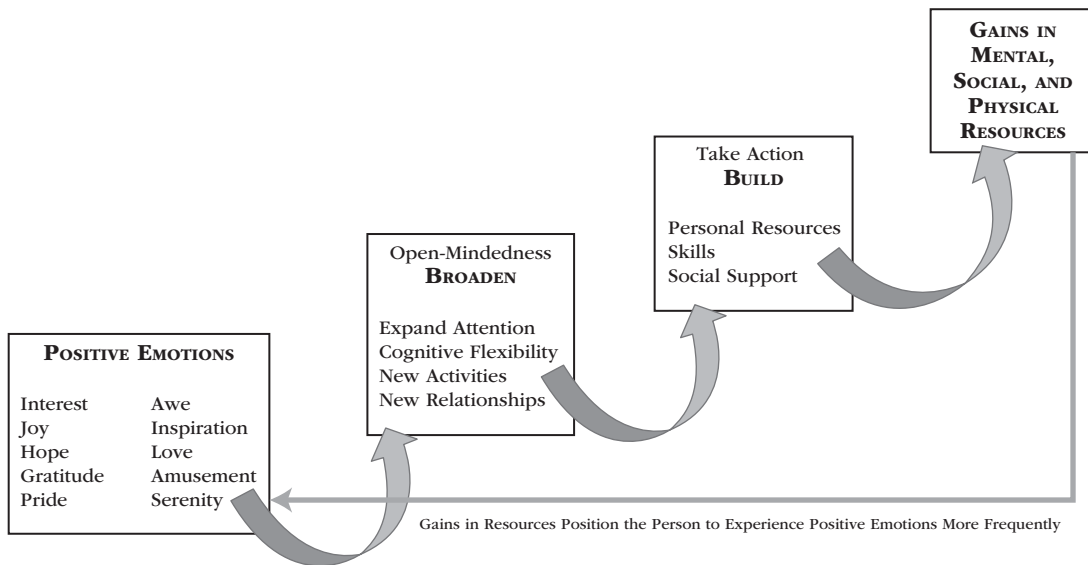 POSITIVE EMOTIONS
Interest Awe
Joy Inspiration
Hope Love
Gratitude Amusement
Pride Serenity
Open-Mindedness
BROADEN
Expand Attention
Cognitive Flexibility
New Activities
New Relationships
Take Action
BUILD
Personal Resources
Skills
Social Support
GAINS IN
MENTAL,
SOCIAL, AND
PHYSICAL
RESOURCES
Gains in Resources Position the Person to Experience Positive Emotions More Frequently